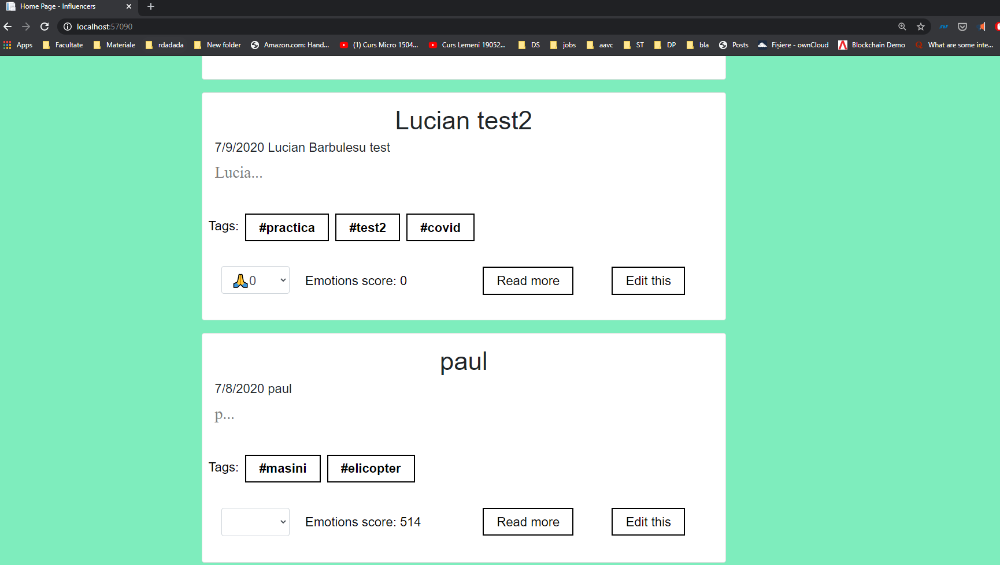 Home Page - Influencers
localhost:57090
Apps Facultate Materiale rdadada New folder Amazon.com: Hand... (1) Curs Micro 1504... Curs Lemeni 19052... DS jobs aavc ST DP bla Posts Fișiere - ownCloud Blockchain Demo What are some inte...
Lucian test2
7/9/2020 Lucian Barbulesu test
Lucia...
Tags: #practica #test2 #covid
🙏0 Emotions score: 0 Read more Edit this
paul
7/8/2020 paul
p...
Tags: #masini #elicopter
Emotions score: 514 Read more Edit this